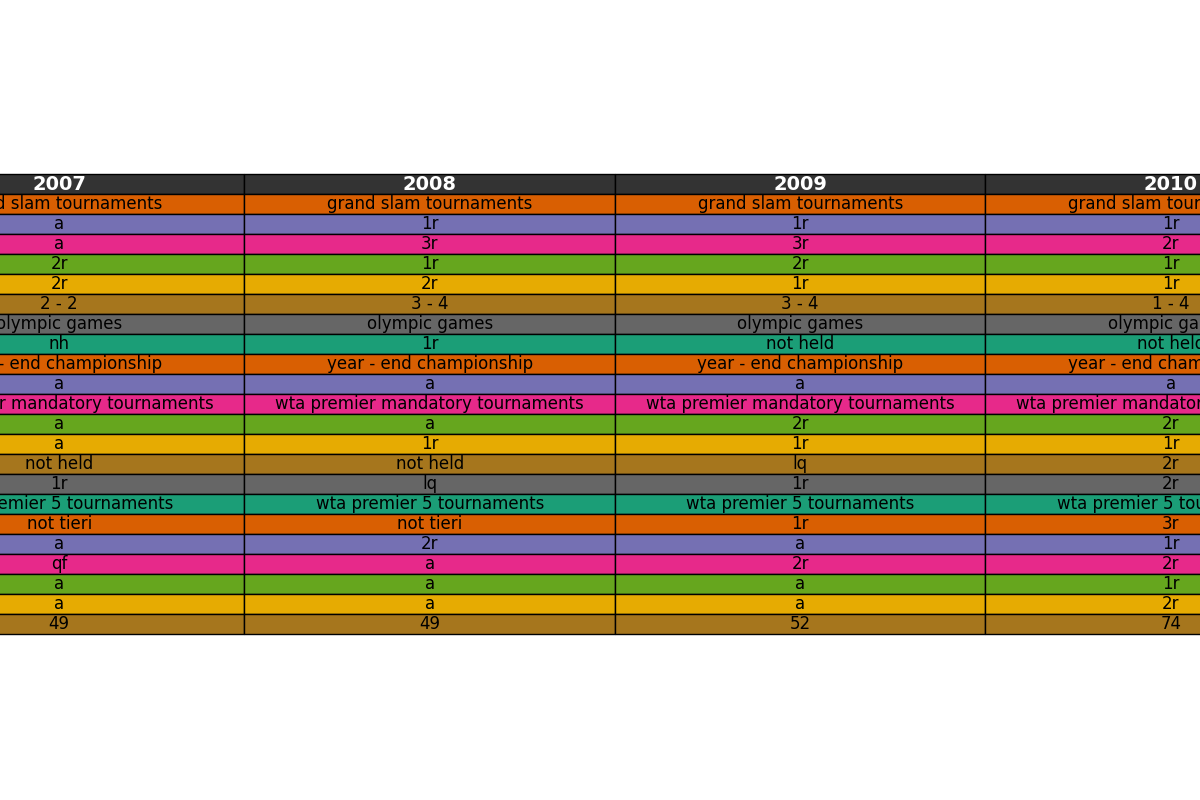 2007 2008 2009 2010
slam tournaments grand slam tournaments grand slam tournaments grand slam
a 1r 1r 1r
a 3r 3r 2r
2r 1r 2r 1r
2r 2r 1r 1r
2 - 2 3 - 4 3 - 4 1 - 4
olympic games olympic games olympic games olympic
nh 1r not held not held
- end championship year - end championship year - end championship year - end
a a a a
mandatory tournaments wta premier mandatory tournaments wta premier mandatory tournaments wta premier
a a 2r 2r
a 1r 1r 1r
not held not held lq 2r
1r lq 1r 2r
5 tournaments wta premier 5 tournaments wta premier 5 tournaments wta premier 5
not tieri not tieri 1r 3r
a 2r a 1r
qf a 2r 2r
a a a 1r
a a a 2r
49 49 52 74